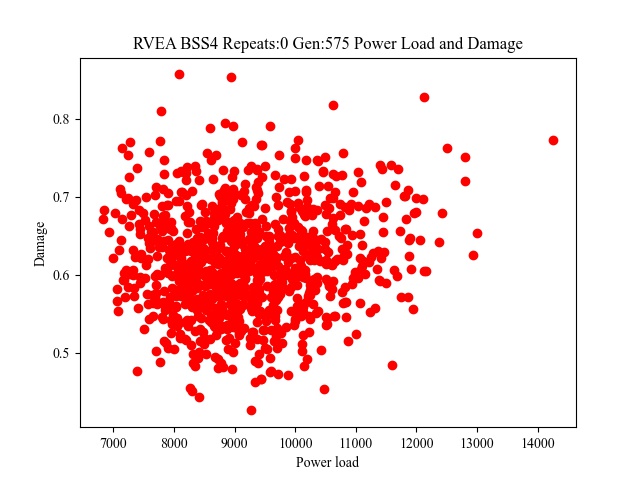 RVEA BSS4 Repeats:0 Gen:575 Power Load and Damage
0.8
0.7
0.6
0.5
Damage
7000 8000 9000 10000 11000 12000 13000 14000
Power load